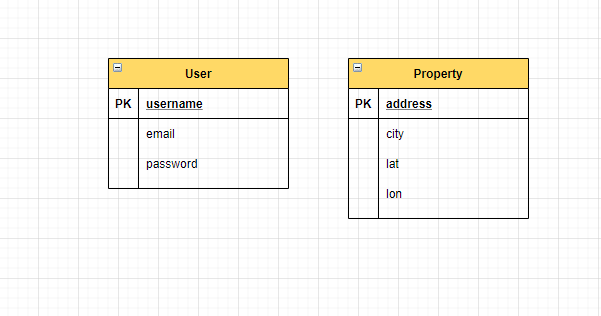 User
PK username
email
password
Property
PK address
city
lat
lon